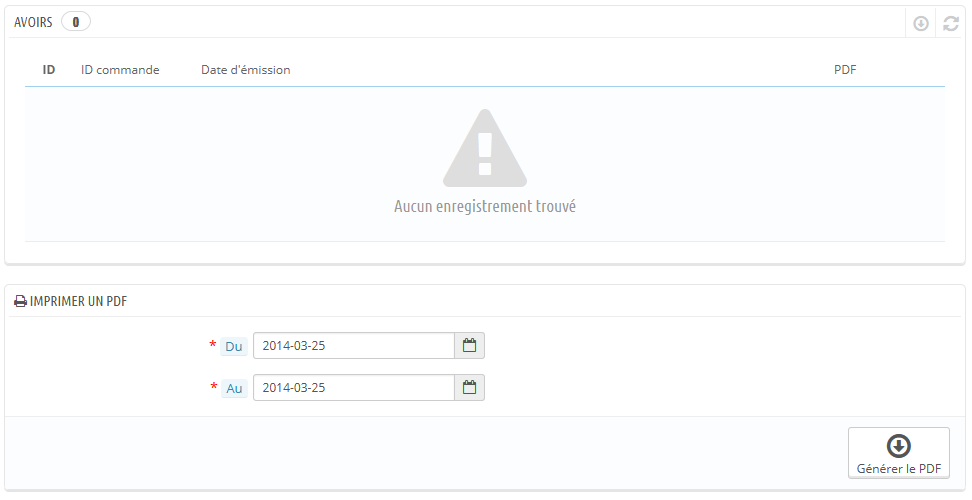 AVOIRS 0
ID ID commande Date d'émission PDF
Aucun enregistrement trouvé
IMPRIMER UN PDF
* Du 2014-03-25
* Au 2014-03-25
Générer le PDF